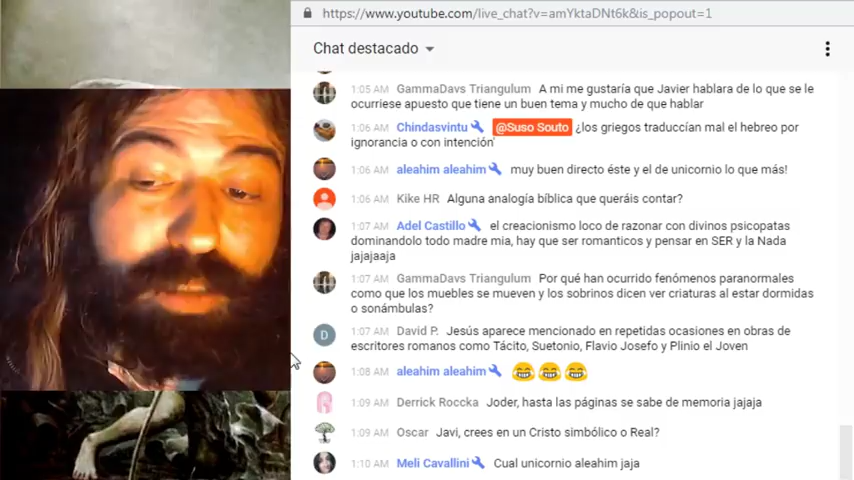 https://www.youtube.com/live_chat?v=amYktaDNt6k&is_popout=1
Chat destacado
1:05 AM GammaDavs Triangulum A mi me gustaría que Javier hablara de lo que se le
ocurriese apuesto que tiene un buen tema y mucho de que hablar
1:06 AM Chindasvintu @Suso Souto ¿los griegos traduccían mal el hebreo por
ignorancia o con intención'
1:06 AM aleahim aleahim muy buen directo éste y el de unicornio lo que más!
1:06 AM Kike HR Alguna analogía bíblica que queráis contar?
1:07 AM Adel Castillo el creacionismo loco de razonar con divinos psicopatas
dominandolo todo madre mia, hay que ser romanticos y pensar en SER y la Nada
jajajaaja
1:07 AM GammaDavs Triangulum Por qué han ocurrido fenómenos paranormales
como que los muebles se mueven y los sobrinos dicen ver criaturas al estar dormidas
o sonámbulas?
1:07 AM David P. Jesús aparece mencionado en repetidas ocasiones en obras de
escritores romanos como Tácito, Suetonio, Flavio Josefo y Plinio el Joven
1:08 AM aleahim aleahim 😂 😂 😂
1:09 AM Derrick Roccka Joder, hasta las páginas se sabe de memoria jajaja
1:09 AM Oscar Javi, crees en un Cristo simbólico o Real?
1:10 AM Meli Cavallini Cual unicornio aleahim jaja